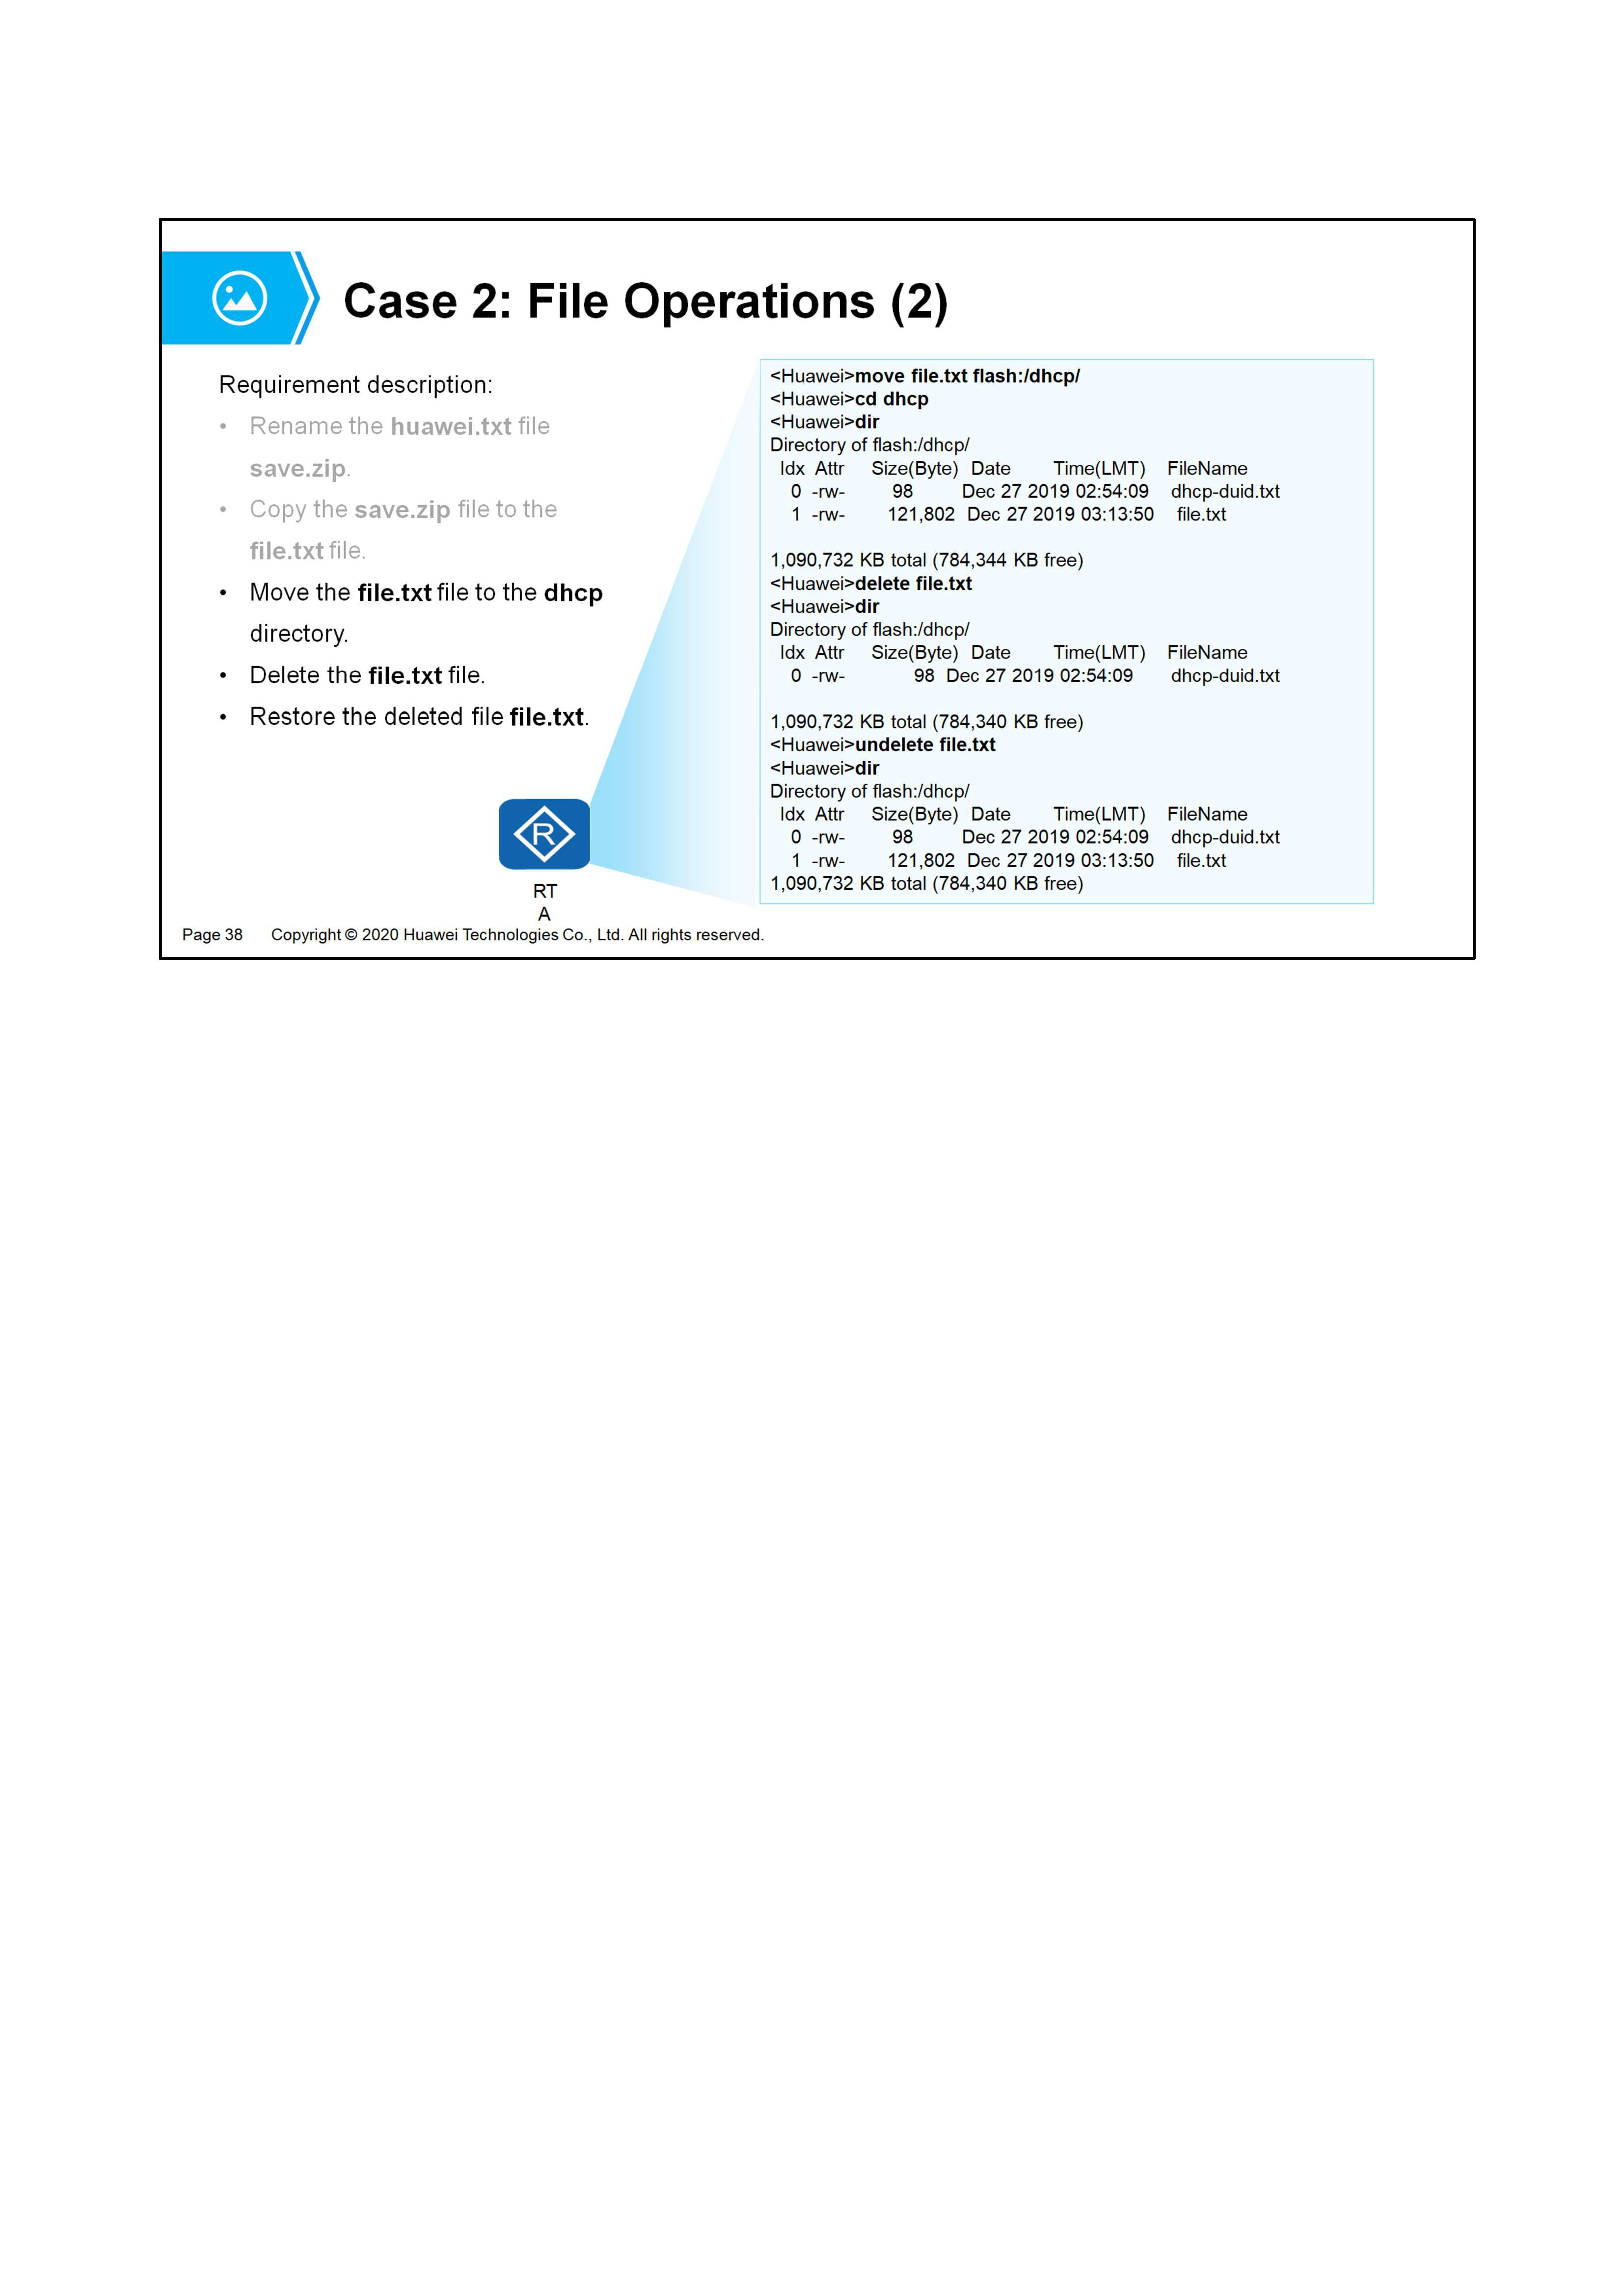 Case 2: File Operations (2)
Requirement description:
• Rename the huawei.txt file
save.zip.
• Copy the save.zip file to the
file.txt file.
• Move the file.txt file to the dhcp
directory.
• Delete the file.txt file.
• Restore the deleted file file.txt.
R
RT
A
<Huawei>move file.txt flash:/dhcp/
<Huawei>cd dhcp
<Huawei>dir
Directory of flash:/dhcp/
Idx Attr Size(Byte) Date Time(LMT) FileName
0 -rw- 98 Dec 27 2019 02:54:09 dhcp-duid.txt
1 -rw- 121,802 Dec 27 2019 03:13:50 file.txt
1,090,732 KB total (784,344 KB free)
<Huawei>delete file.txt
<Huawei>dir
Directory of flash:/dhcp/
Idx Attr Size(Byte) Date Time(LMT) FileName
0 -rw- 98 Dec 27 2019 02:54:09 dhcp-duid.txt
1,090,732 KB total (784,340 KB free)
<Huawei>undelete file.txt
<Huawei>dir
Directory of flash:/dhcp/
Idx Attr Size(Byte) Date Time(LMT) FileName
0 -rw- 98 Dec 27 2019 02:54:09 dhcp-duid.txt
1 -rw- 121,802 Dec 27 2019 03:13:50 file.txt
1,090,732 KB total (784,340 KB free)
Page 38 Copyright © 2020 Huawei Technologies Co., Ltd. All rights reserved.